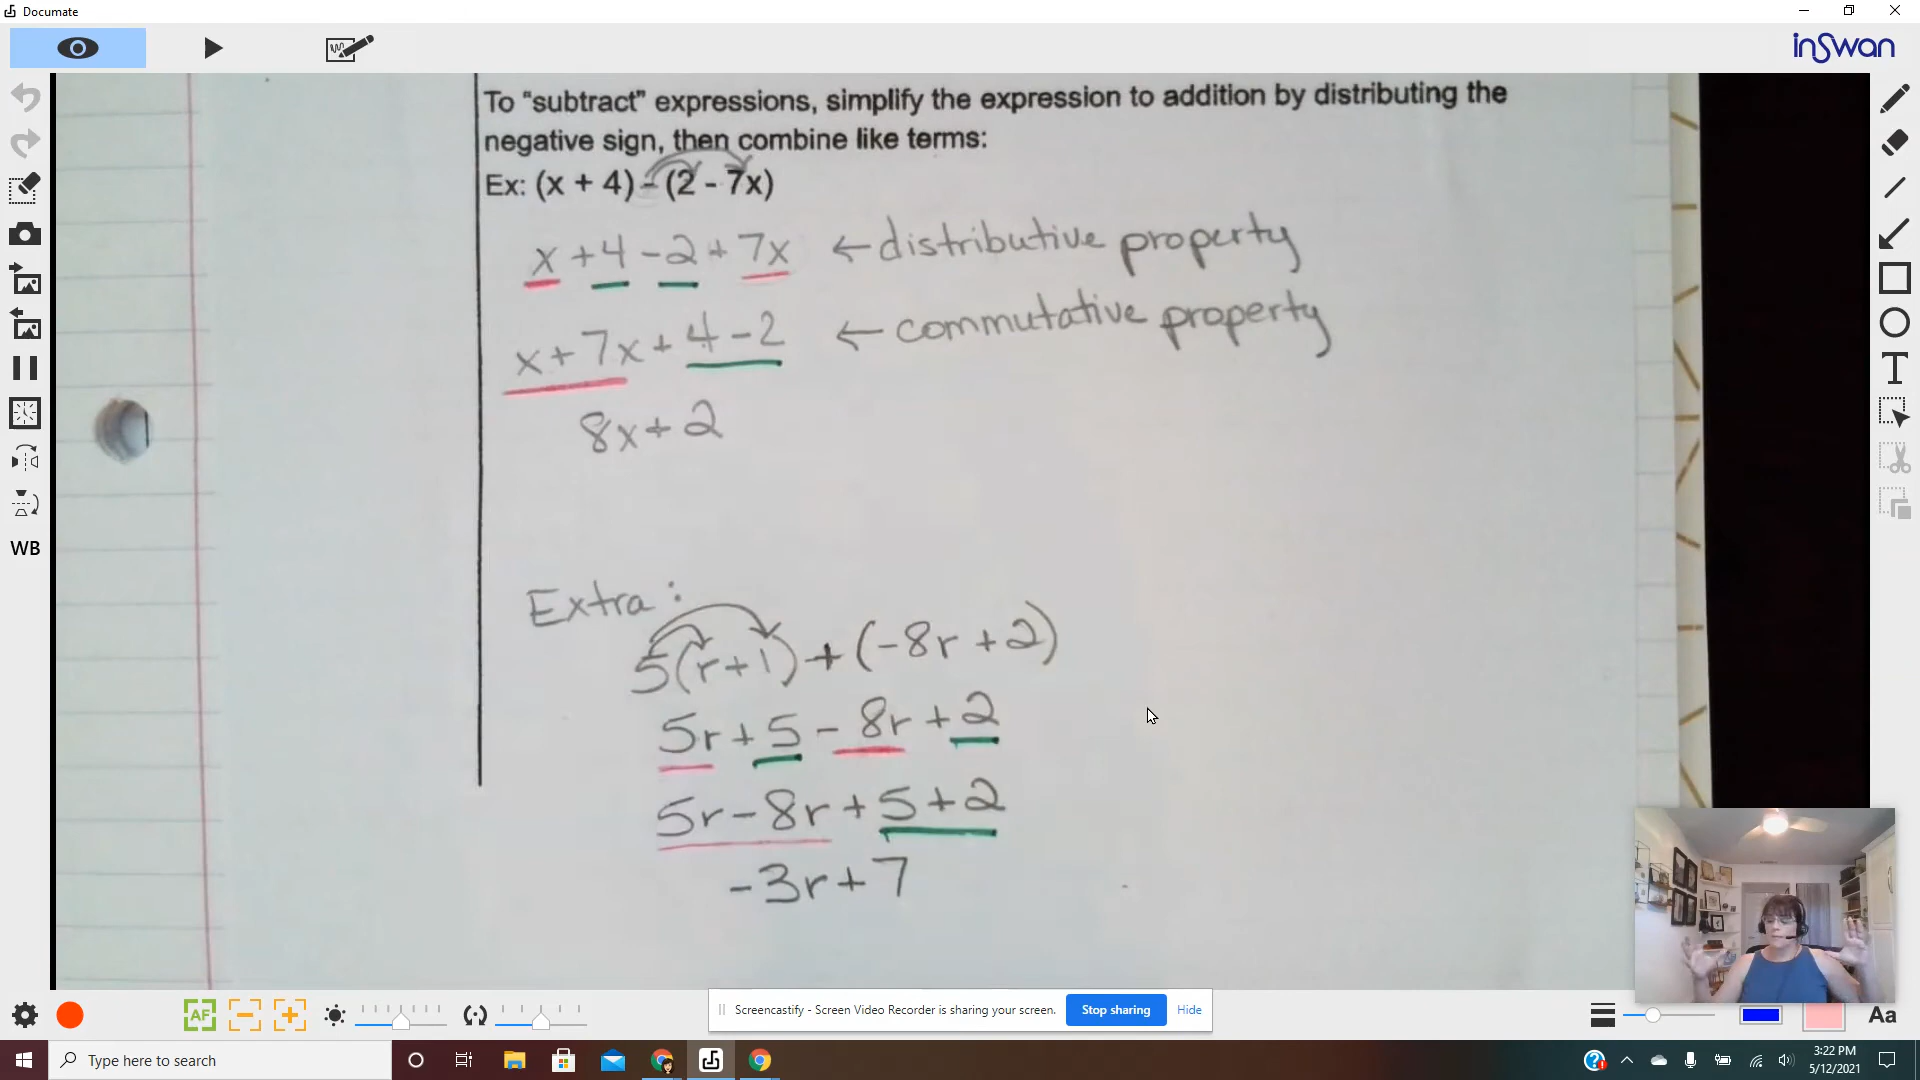 Documate
inswan
To “subtract” expressions, simplify the expression to addition by distributing the
negative sign, then combine like terms:
Ex: (x + 4) - (2 - 7x)
x + 4 - 2 + 7x ← distributive property
x + 7x + 4 - 2 ← commutative property
8x + 2
Extra:
5(r + 1) + (-8r + 2)
5r + 5 - 8r + 2
5r - 8r + 5 + 2
-3r + 7
WB
T
AF
Screencastify - Screen Video Recorder is sharing your screen.
Stop sharing
Hide
Aa
Type here to search
3:22 PM
5/12/2021